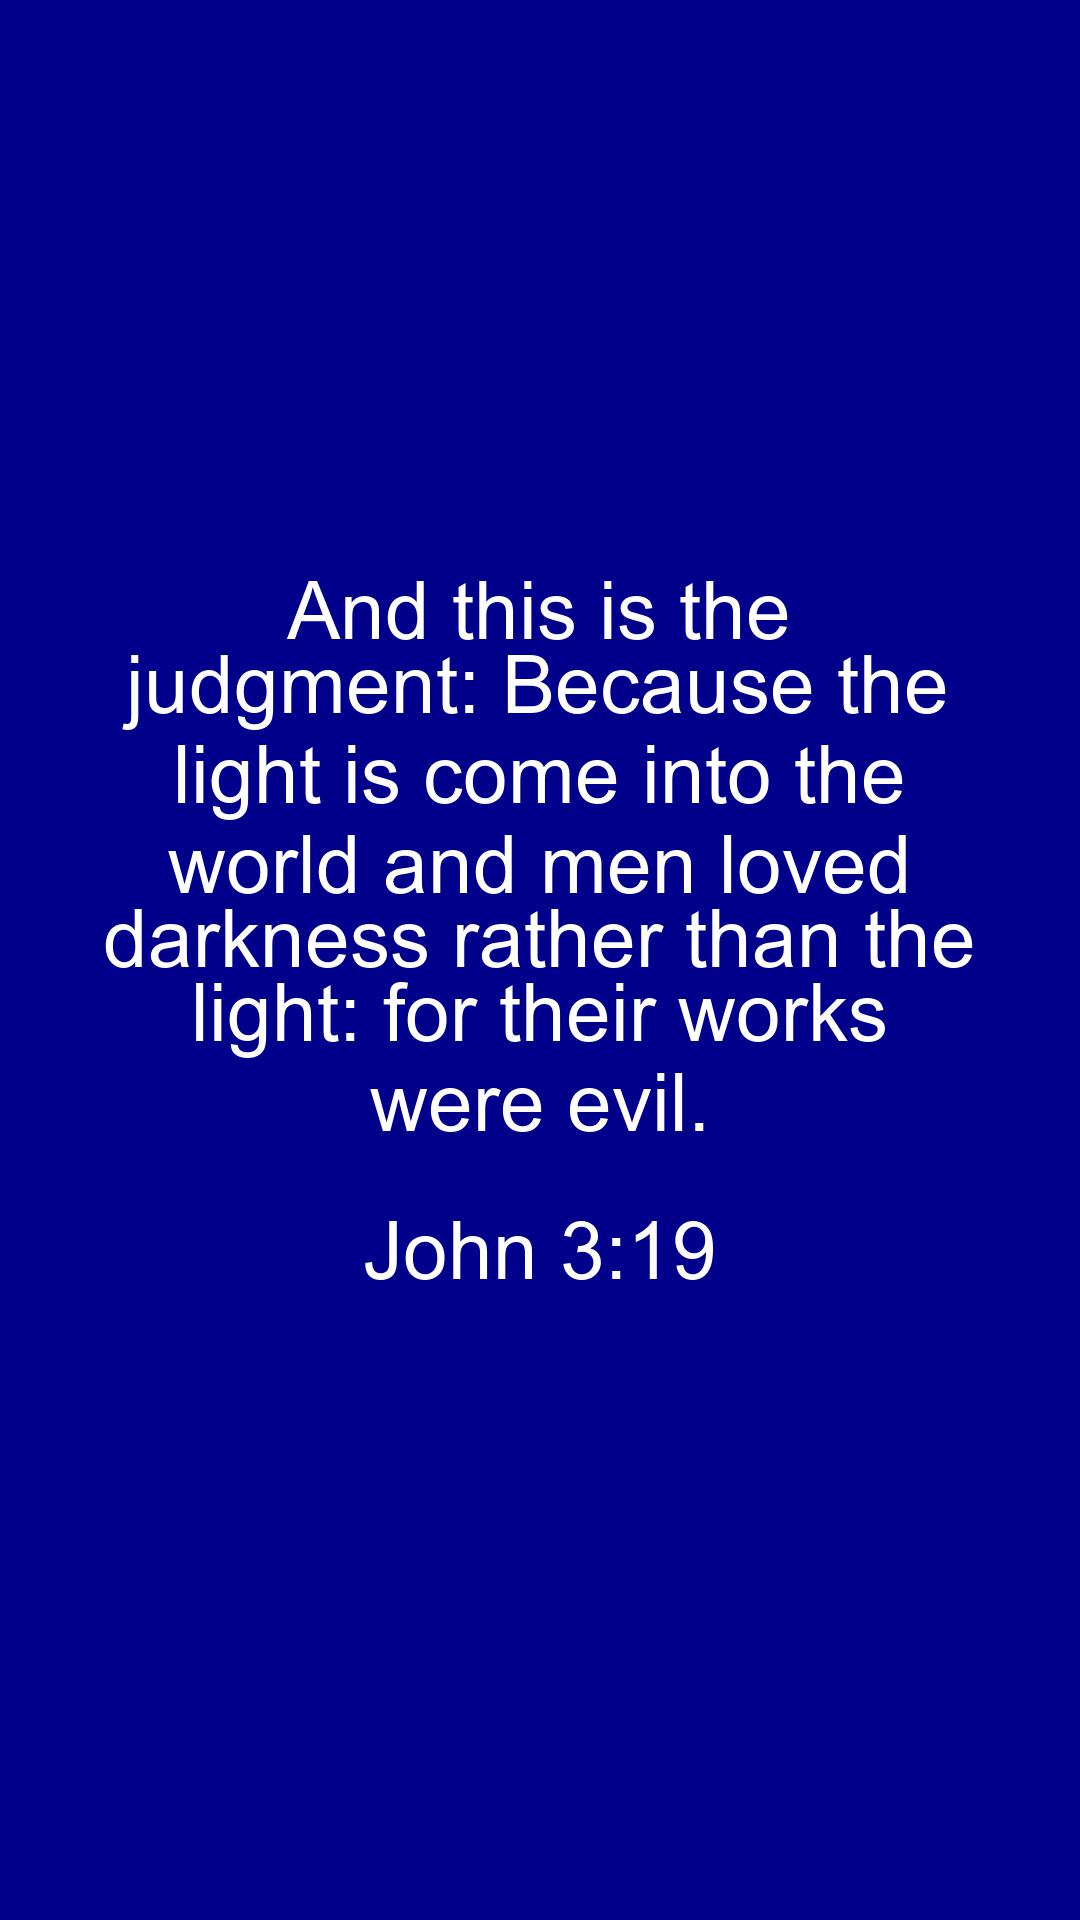 And this is the
judgment: Because the
light is come into the
world and men loved
darkness rather than the
light: for their works
were evil.
John 3:19